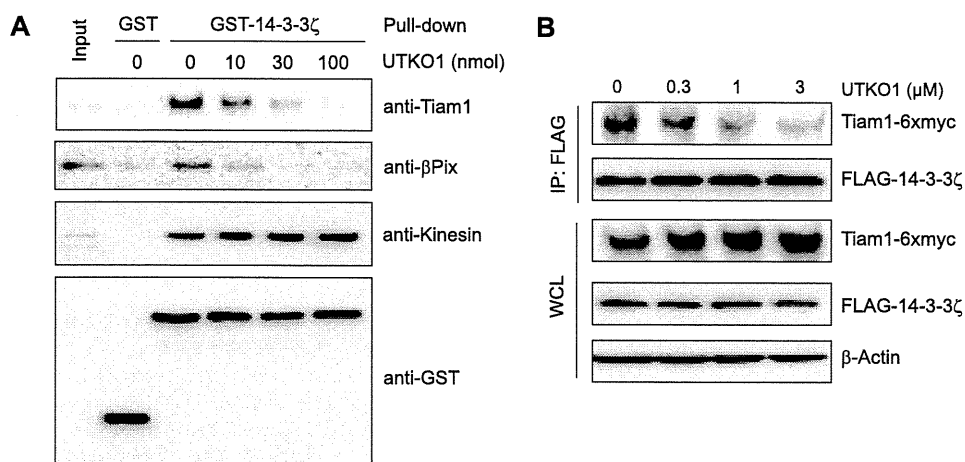 A
Input
GST
GST-14-3-3ζ
Pull-down
0
0
10
30
100
UTKO1 (nmol)
anti-Tiam1
anti-βPix
anti-Kinesin
anti-GST
B
0
0.3
1
3
UTKO1 (μM)
IP: FLAG
Tiam1-6xmyc
FLAG-14-3-3ζ
WCL
Tiam1-6xmyc
FLAG-14-3-3ζ
β-Actin